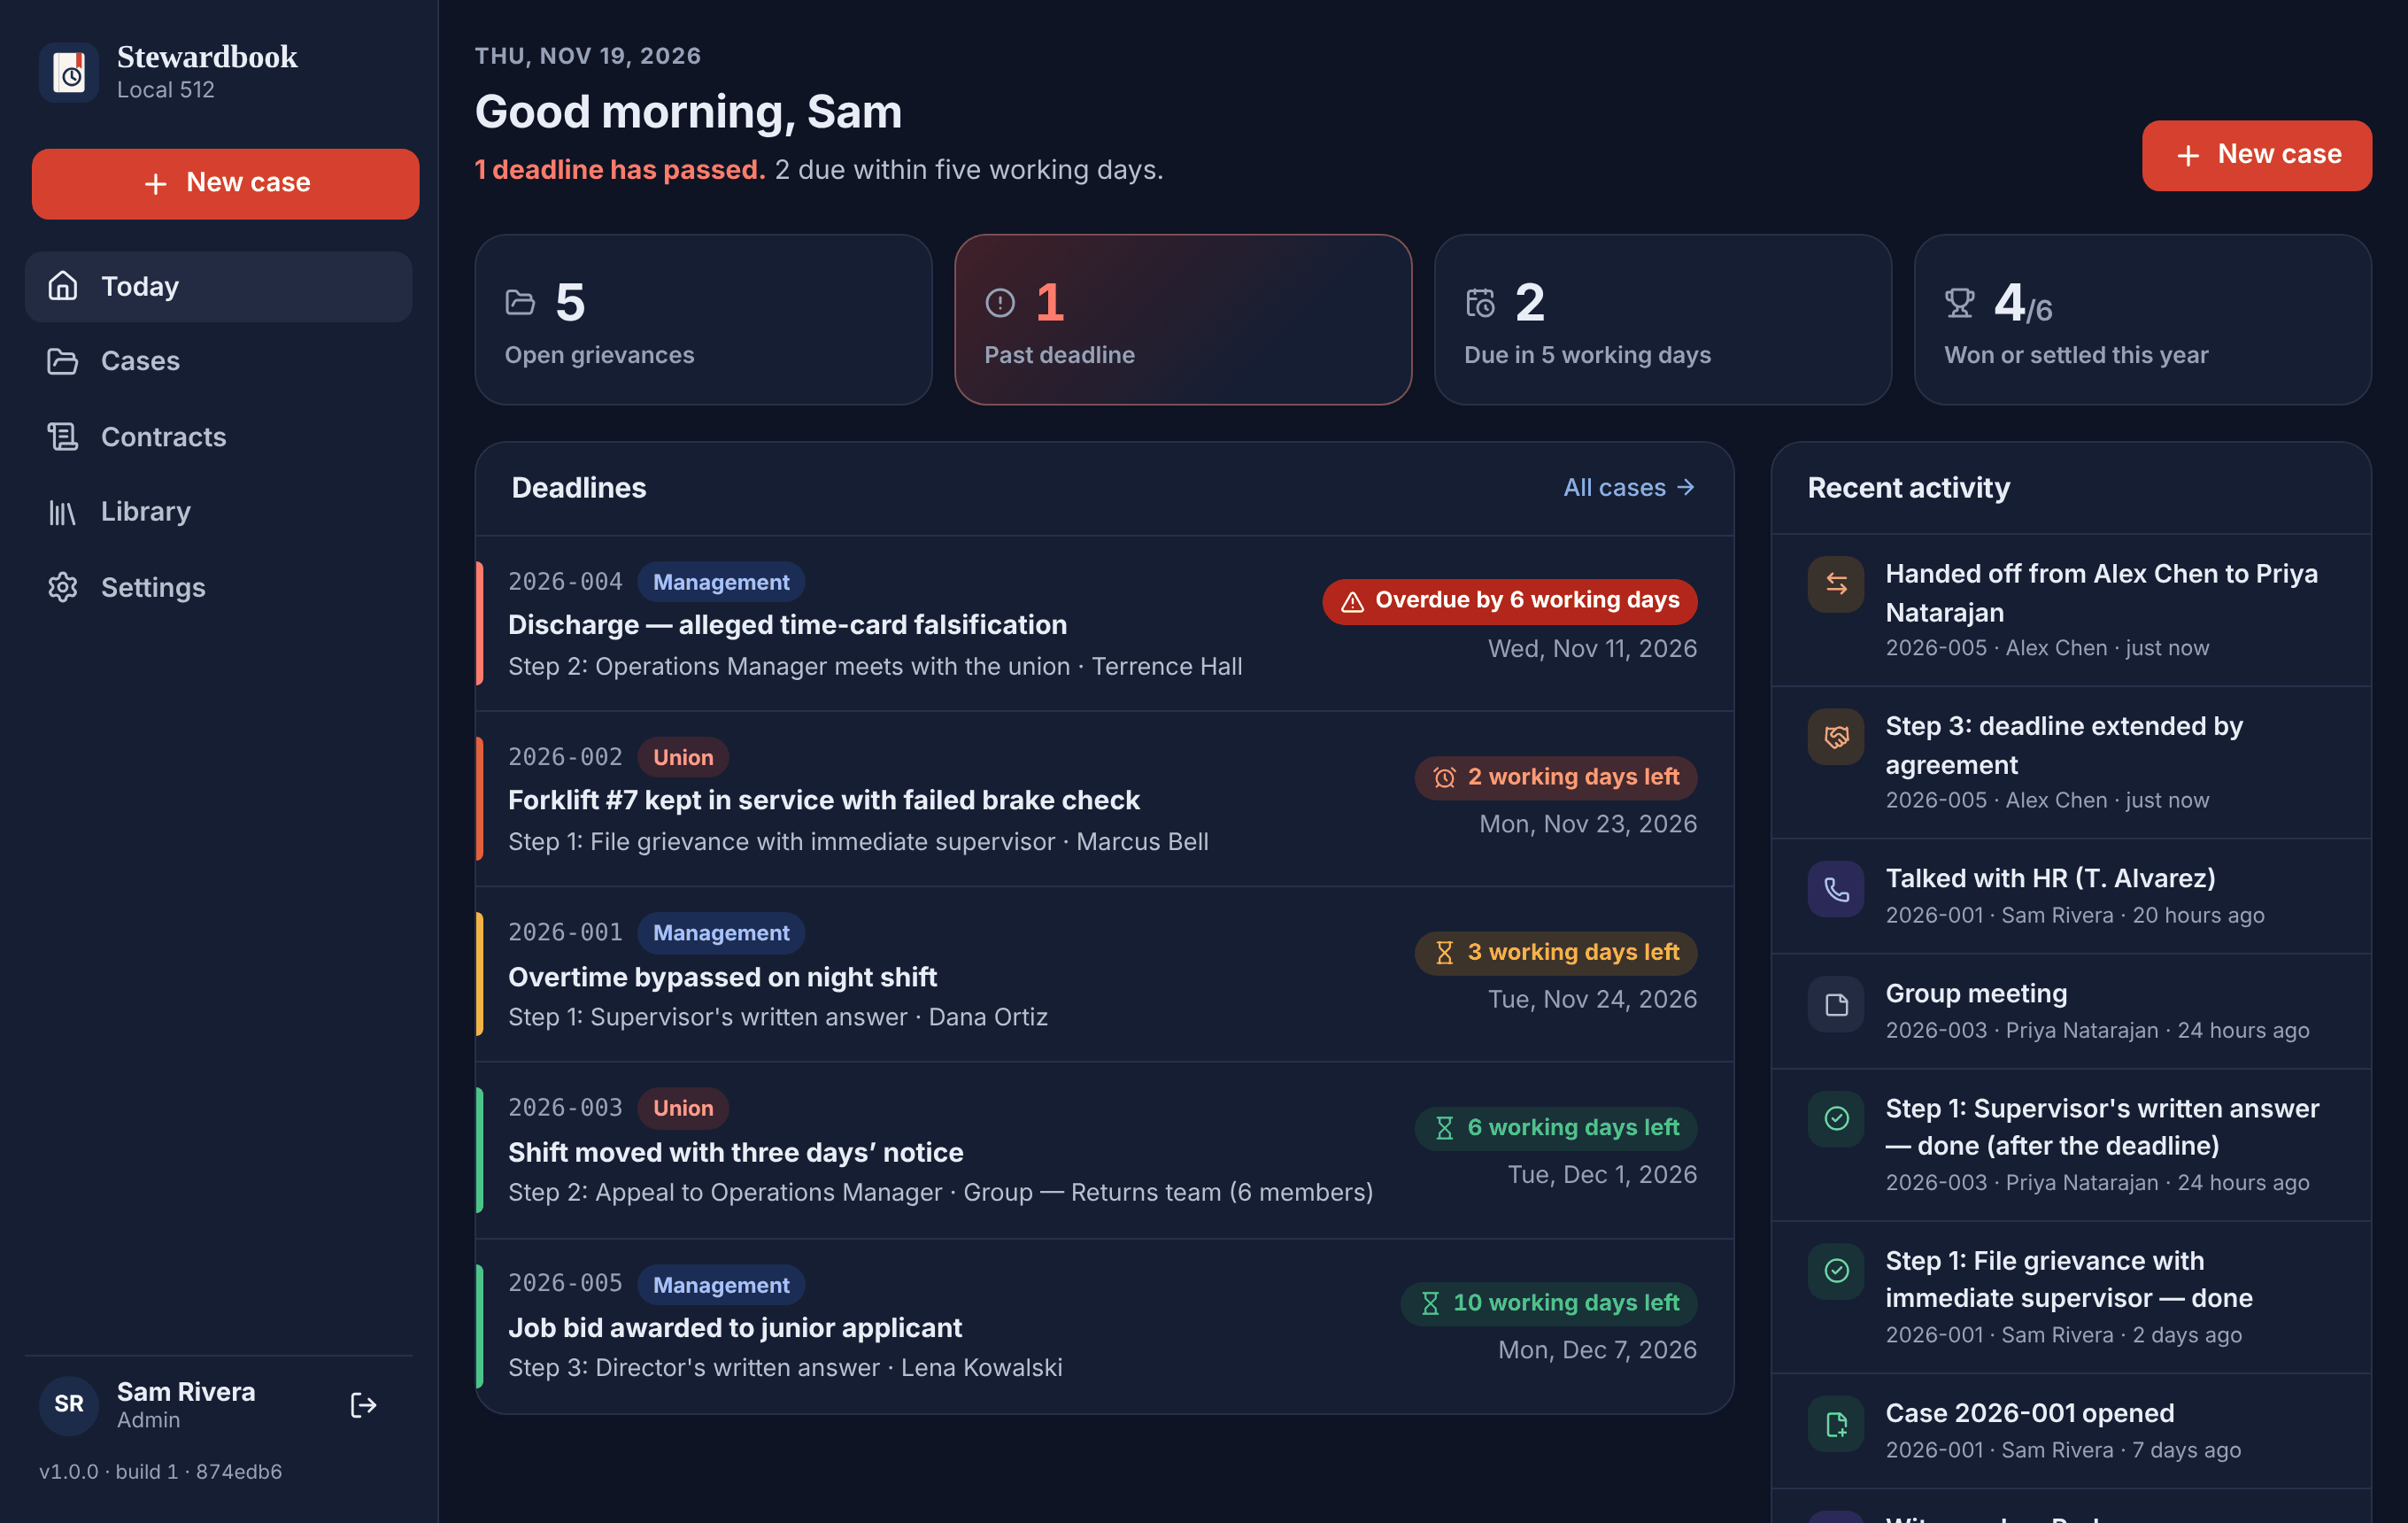 Stewardbook
Local 512
New case
Today
Cases
Contracts
Library
Settings
SR
Sam Rivera
Admin
v1.0.0 · build 1 · 874edb6
THU, NOV 19, 2026
Good morning, Sam
1 deadline has passed. 2 due within five working days.
New case
5
Open grievances
1
Past deadline
2
Due in 5 working days
4/6
Won or settled this year
Deadlines
All cases →
2026-004 Management
Discharge — alleged time-card falsification
Step 2: Operations Manager meets with the union · Terrence Hall
Overdue by 6 working days
Wed, Nov 11, 2026
2026-002 Union
Forklift #7 kept in service with failed brake check
Step 1: File grievance with immediate supervisor · Marcus Bell
2 working days left
Mon, Nov 23, 2026
2026-001 Management
Overtime bypassed on night shift
Step 1: Supervisor's written answer · Dana Ortiz
3 working days left
Tue, Nov 24, 2026
2026-003 Union
Shift moved with three days’ notice
Step 2: Appeal to Operations Manager · Group — Returns team (6 members)
6 working days left
Tue, Dec 1, 2026
2026-005 Management
Job bid awarded to junior applicant
Step 3: Director's written answer · Lena Kowalski
10 working days left
Mon, Dec 7, 2026
Recent activity
Handed off from Alex Chen to Priya
Natarajan
2026-005 · Alex Chen · just now
Step 3: deadline extended by
agreement
2026-005 · Alex Chen · just now
Talked with HR (T. Alvarez)
2026-001 · Sam Rivera · 20 hours ago
Group meeting
2026-003 · Priya Natarajan · 24 hours ago
Step 1: Supervisor's written answer
— done (after the deadline)
2026-003 · Priya Natarajan · 24 hours ago
Step 1: File grievance with
immediate supervisor — done
2026-001 · Sam Rivera · 2 days ago
Case 2026-001 opened
2026-001 · Sam Rivera · 7 days ago